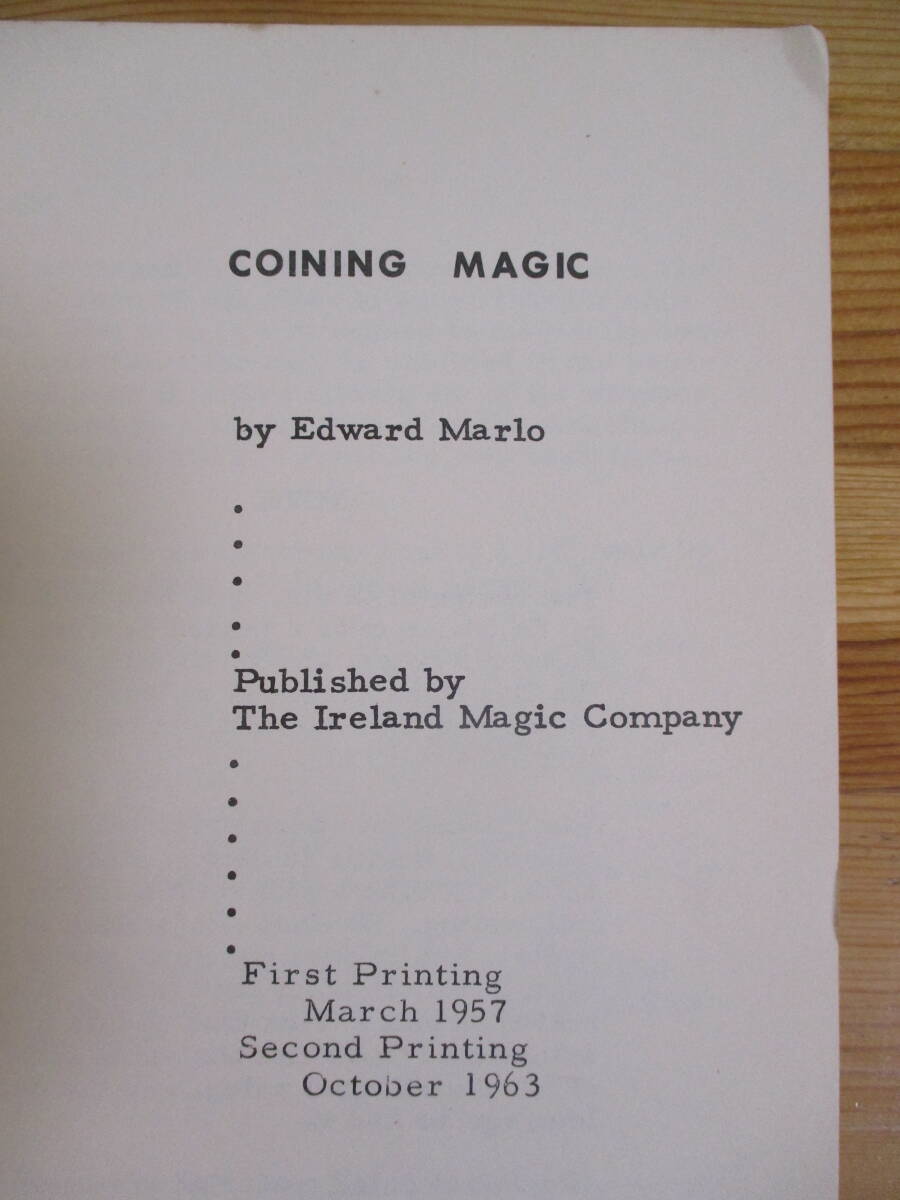 COINING MAGIC
by Edward Marlo
.
.
.
.
.
Published by
The Ireland Magic Company
.
.
.
.
.
.
First Printing
March 1957
Second Printing
October 1963